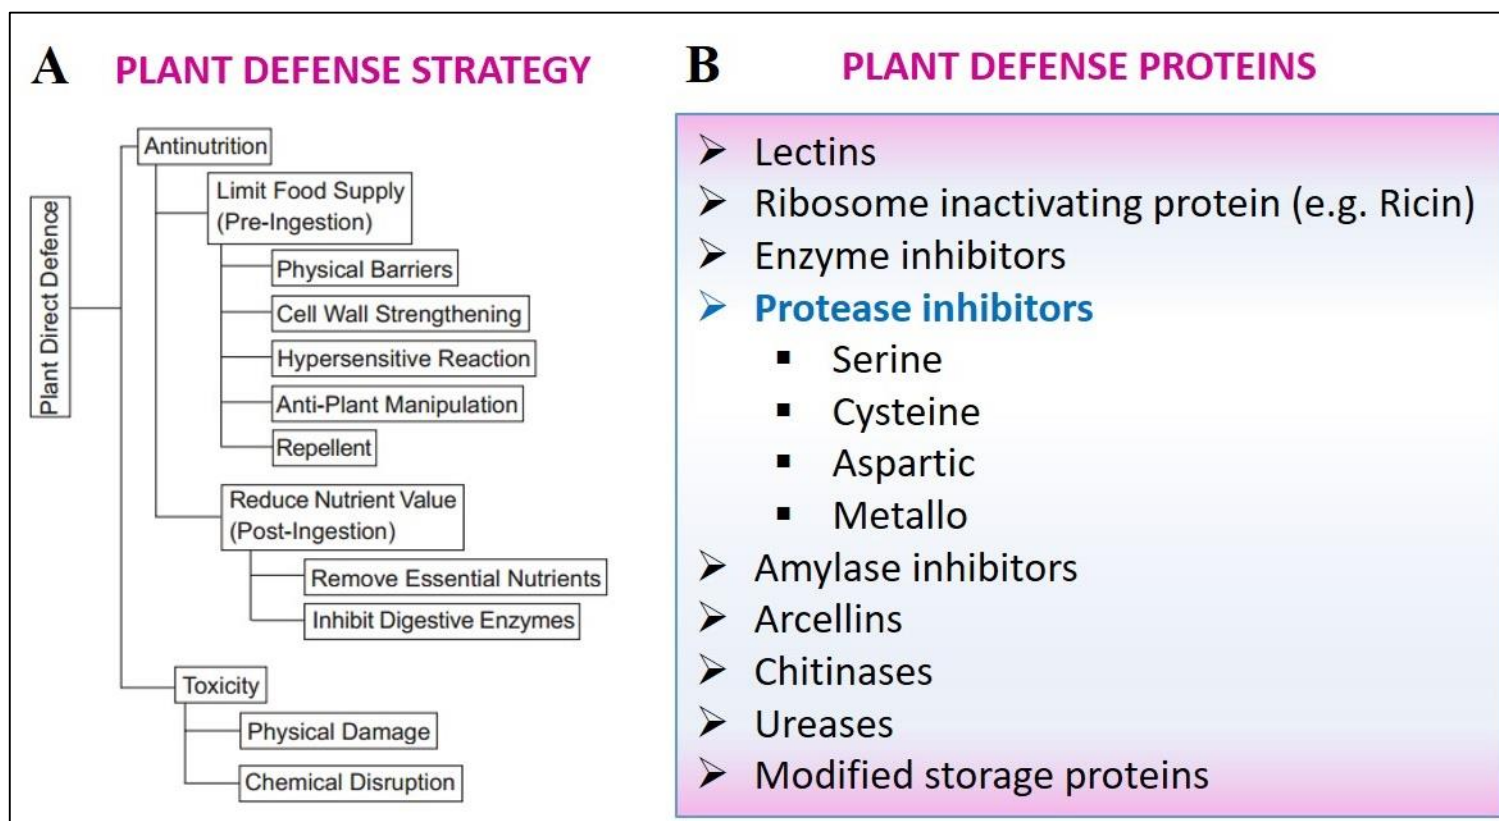 A PLANT DEFENSE STRATEGY
Plant Direct Defence
Antinutrition
Limit Food Supply
(Pre-Ingestion)
Physical Barriers
Cell Wall Strengthening
Hypersensitive Reaction
Anti-Plant Manipulation
Repellent
Reduce Nutrient Value
(Post-Ingestion)
Remove Essential Nutrients
Inhibit Digestive Enzymes
Toxicity
Physical Damage
Chemical Disruption
B PLANT DEFENSE PROTEINS
➢ Lectins
➢ Ribosome inactivating protein (e.g. Ricin)
➢ Enzyme inhibitors
➢ Protease inhibitors
▪ Serine
▪ Cysteine
▪ Aspartic
▪ Metallo
➢ Amylase inhibitors
➢ Arcellins
➢ Chitinases
➢ Ureases
➢ Modified storage proteins